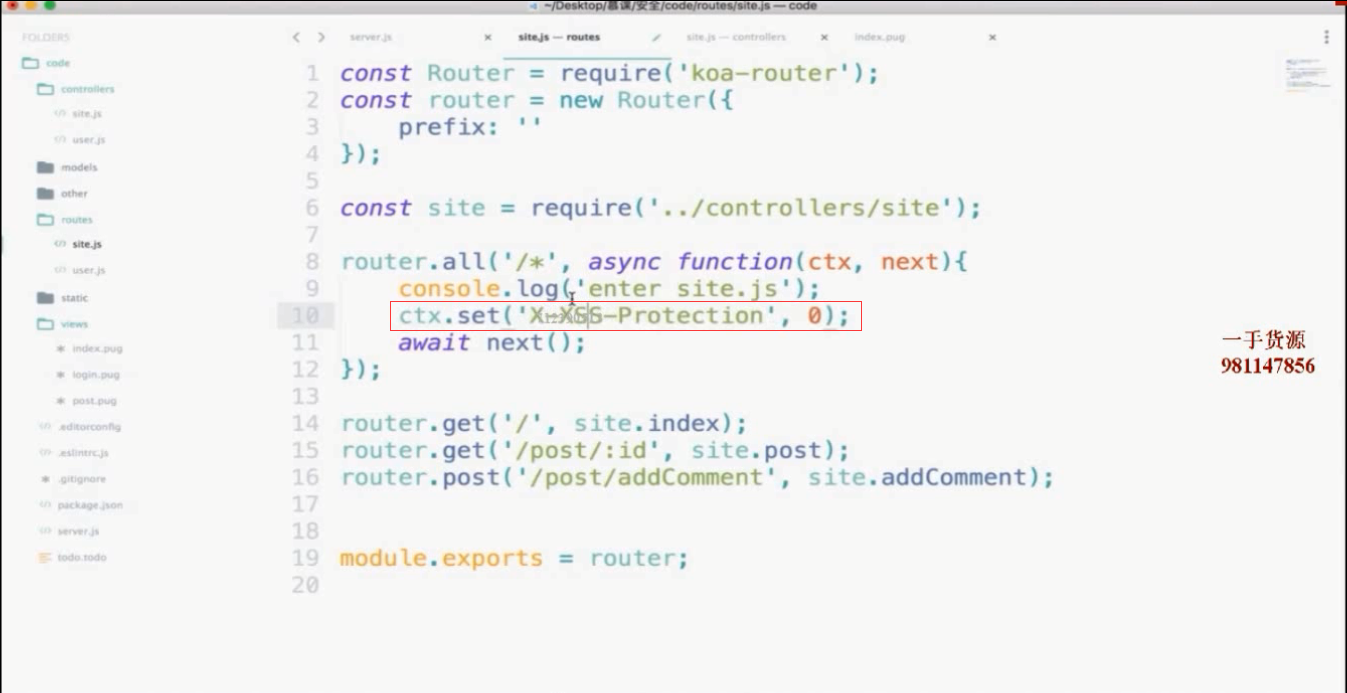 ~/Desktop/慕课/安全/code/routes/site.js — code
FOLDERS
code
controllers
site.js
user.js
models
other
routes
site.js
user.js
static
views
index.pug
login.pug
post.pug
.editorconfig
.eslintrc.js
.gitignore
package.json
server.js
todo.todo
server.js
site.js — routes
site.js — controllers
index.pug
1 const Router = require('koa-router');
2 const router = new Router({
3     prefix: ''
4 });
5
6 const site = require('../controllers/site');
7
8 router.all('/*', async function(ctx, next){
9     console.log('enter site.js');
10     ctx.set('X-XSS-Protection', 0);
11     await next();
12 });
13
14 router.get('/', site.index);
15 router.get('/post/:id', site.post);
16 router.post('/post/addComment', site.addComment);
17
18
19 module.exports = router;
20
一手货源
981147856